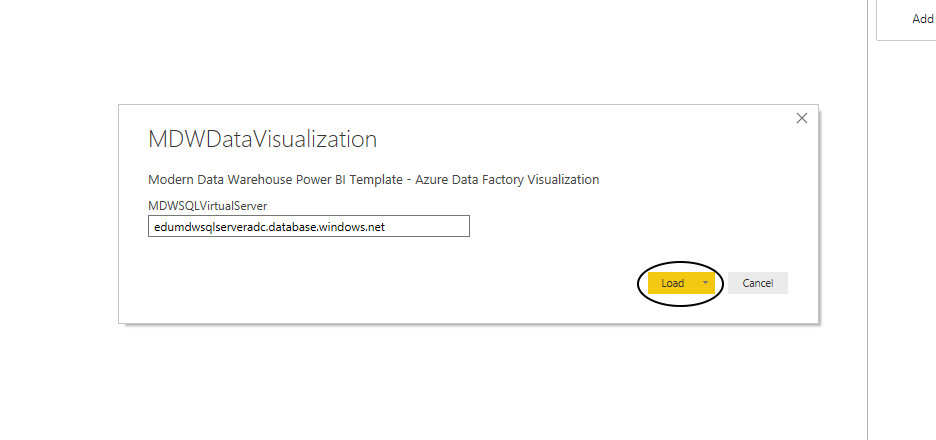 Add
MDWDataVisualization
Modern Data Warehouse Power BI Template - Azure Data Factory Visualization
MDWSQLVirtualServer
edumdwsqlserveradc.database.windows.net
Load
Cancel